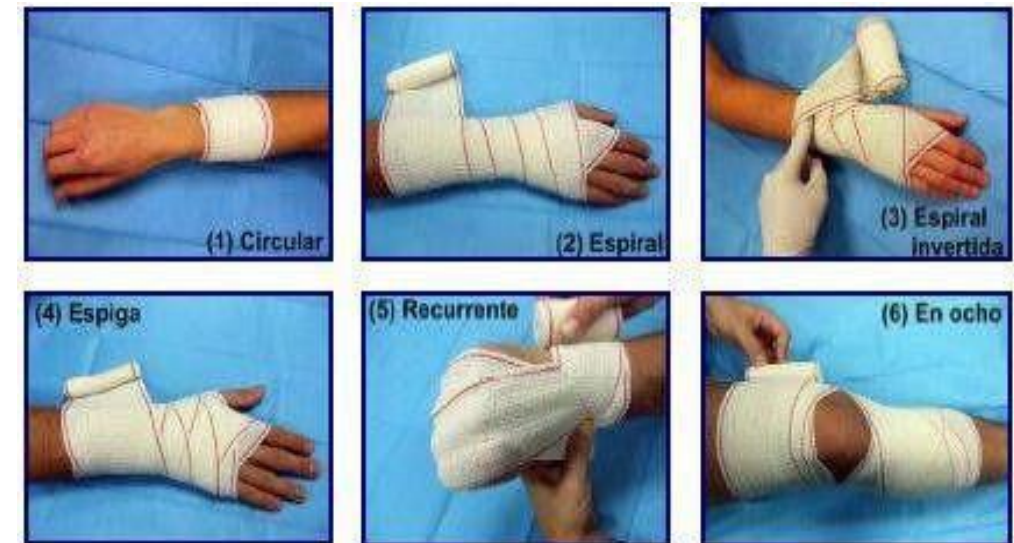 (1) Circular
(2) Espiral
(3) Espiral
invertida
(4) Espiga
(5) Recurrente
(6) En ocho